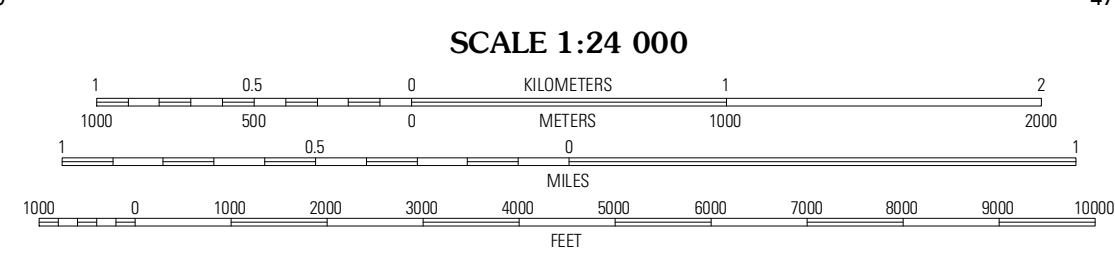 SCALE 1:24 000
1 0.5 0 KILOMETERS 1 2
1000 500 0 METERS 1000 2000
1 0.5 0 1
MILES
1000 0 1000 2000 3000 4000 5000 6000 7000 8000 9000 10000
FEET